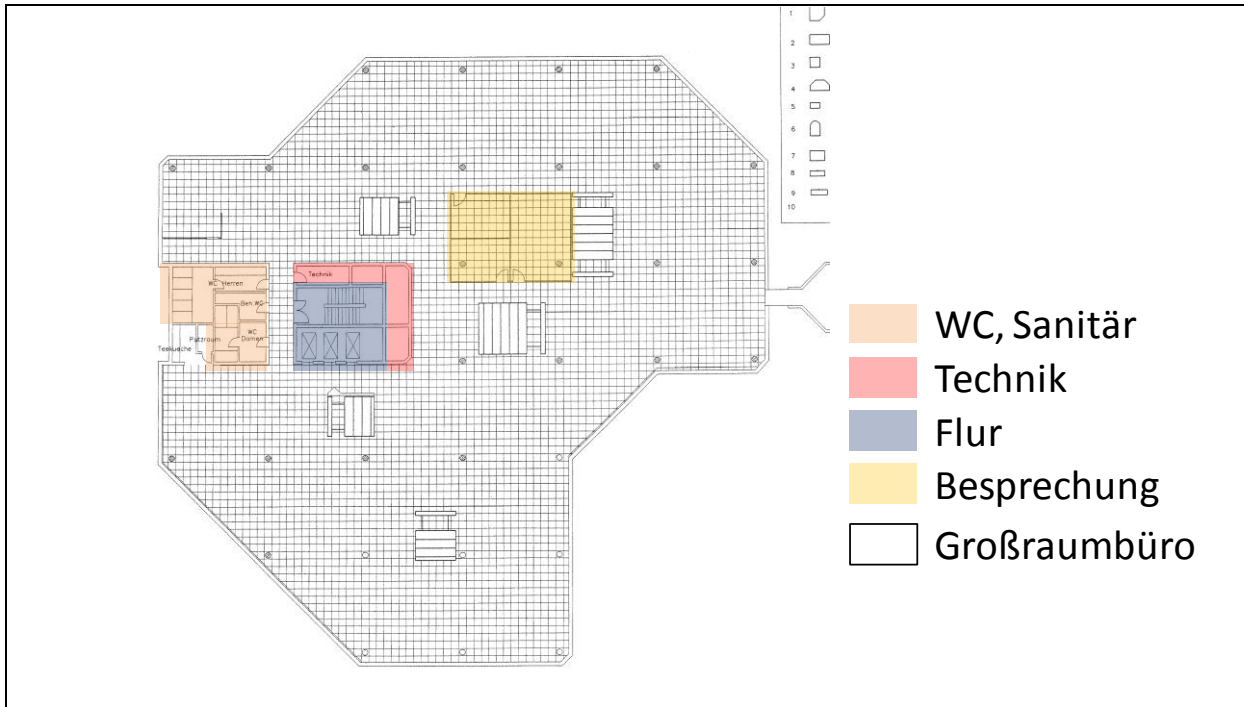 1
2
3
4
5
6
7
8
9
10
Technik
WC Herren
Beh.WC
WC
Damen
Putzraum
Teekueche
WC, Sanitär
Technik
Flur
Besprechung
Großraumbüro